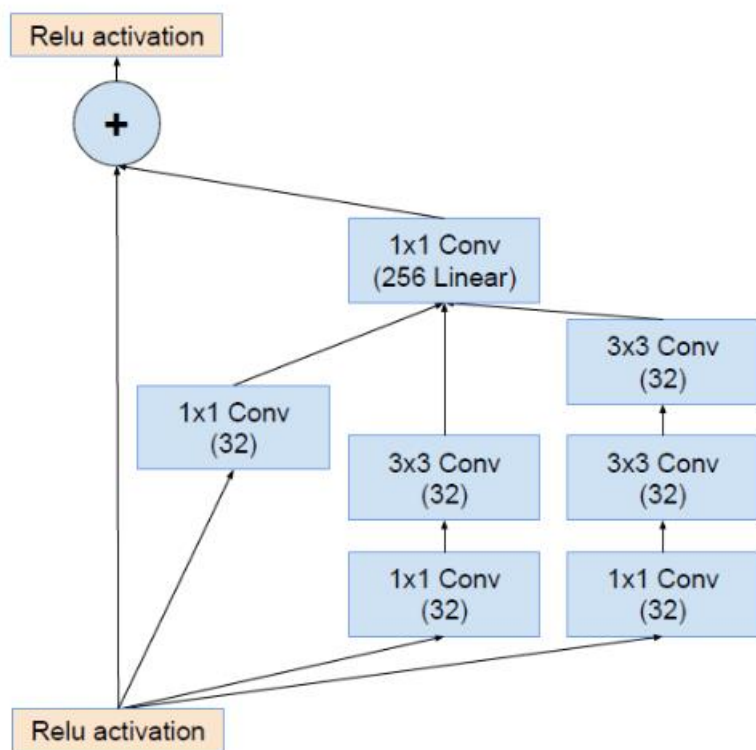 Relu activation
+
1x1 Conv
(256 Linear)
3x3 Conv
(32)
1x1 Conv
(32)
3x3 Conv
(32)
3x3 Conv
(32)
1x1 Conv
(32)
1x1 Conv
(32)
Relu activation